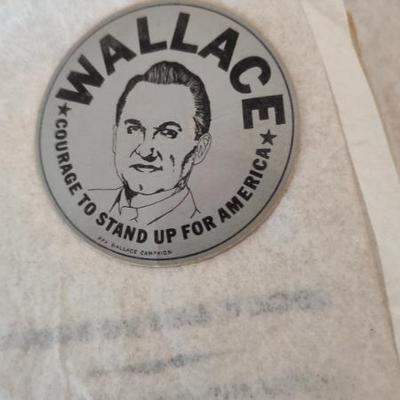 WALLACE
★COURAGE TO STAND UP FOR AMERICA★
WALLACE CAMPAIGN